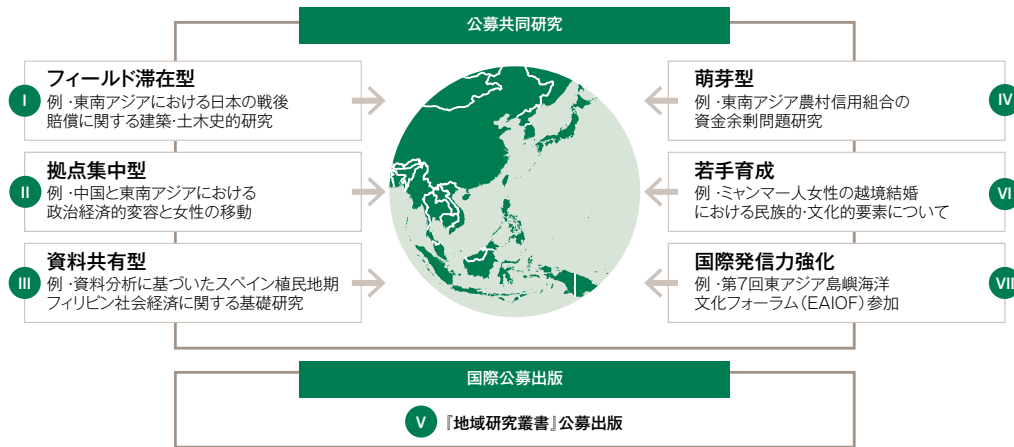 公募共同研究
I
フィールド滞在型
例・東南アジアにおける日本の戦後
賠償に関する建築・土木史的研究
II
拠点集中型
例・中国と東南アジアにおける
政治経済的変容と女性の移動
III
資料共有型
例・資料分析に基づいたスペイン植民地期
フィリピン社会経済に関する基礎研究
IV
萌芽型
例・東南アジア農村信用組合の
資金余剰問題研究
VI
若手育成
例・ミャンマー人女性の越境結婚
における民族的・文化的要素について
VII
国際発信力強化
例・第7回東アジア島嶼海洋
文化フォーラム（EAIOF）参加
国際公募出版
V 『地域研究叢書』公募出版